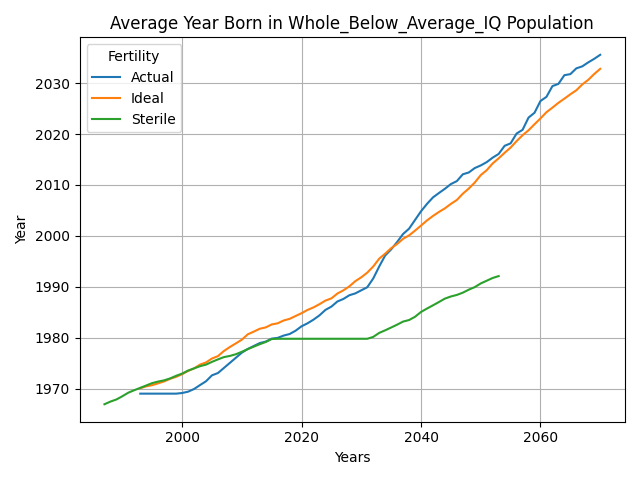 Average Year Born in Whole_Below_Average_IQ Population
Fertility
Actual
Ideal
Sterile
Year
2030
2020
2010
2000
1990
1980
1970
2000 2020 2040 2060
Years